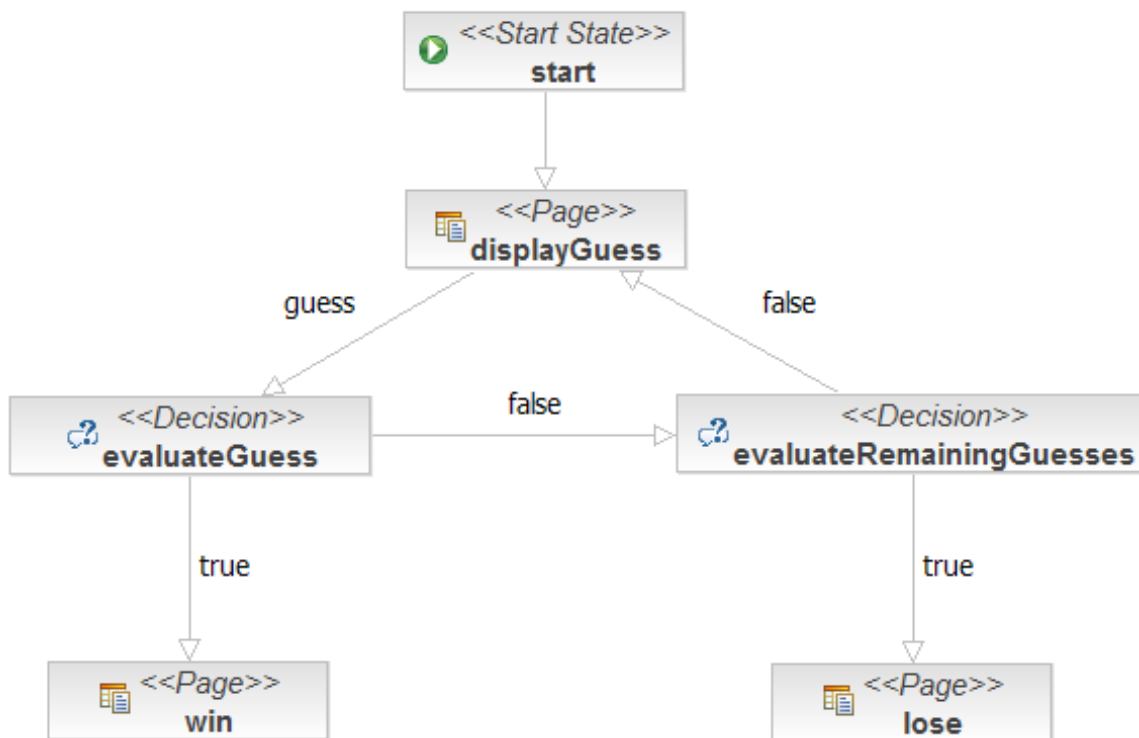 <<Start State>>
start
<<Page>>
displayGuess
guess
false
<<Decision>>
evaluateGuess
false
<<Decision>>
evaluateRemainingGuesses
true
true
<<Page>>
win
<<Page>>
lose